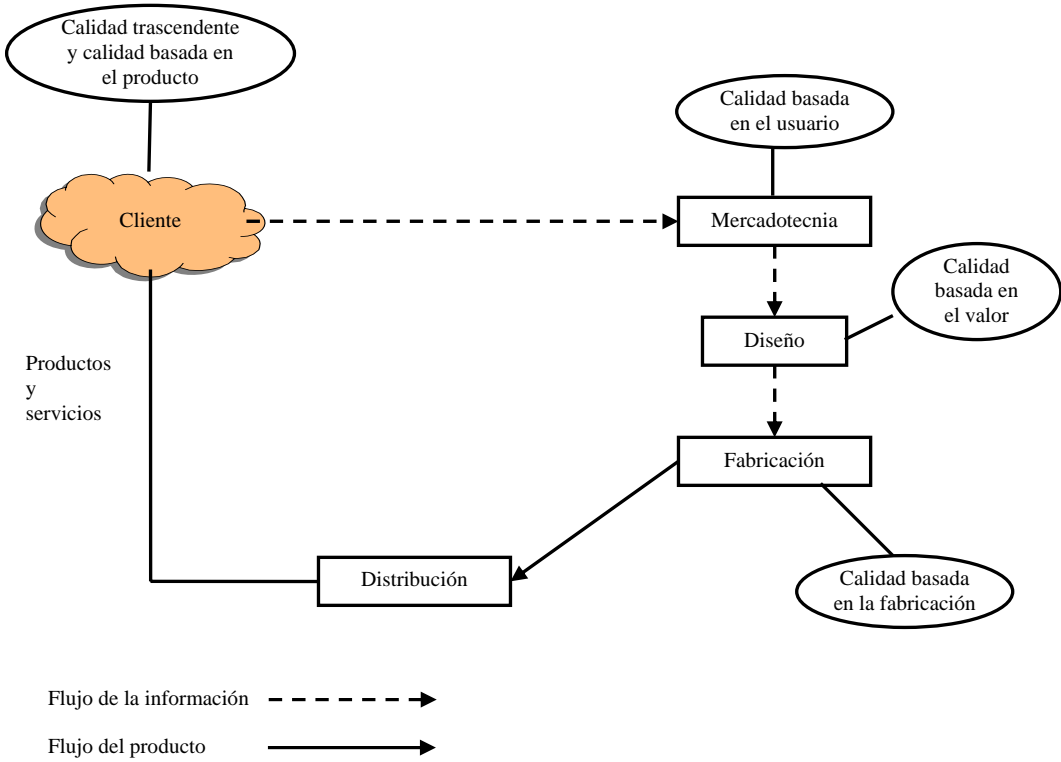 Calidad trascendente
y calidad basada en
el producto
Calidad basada
en el usuario
Cliente
Mercadotecnia
Calidad
basada en
el valor
Diseño
Productos
y
servicios
Fabricación
Distribución
Calidad basada
en la fabricación
Flujo de la información
Flujo del producto